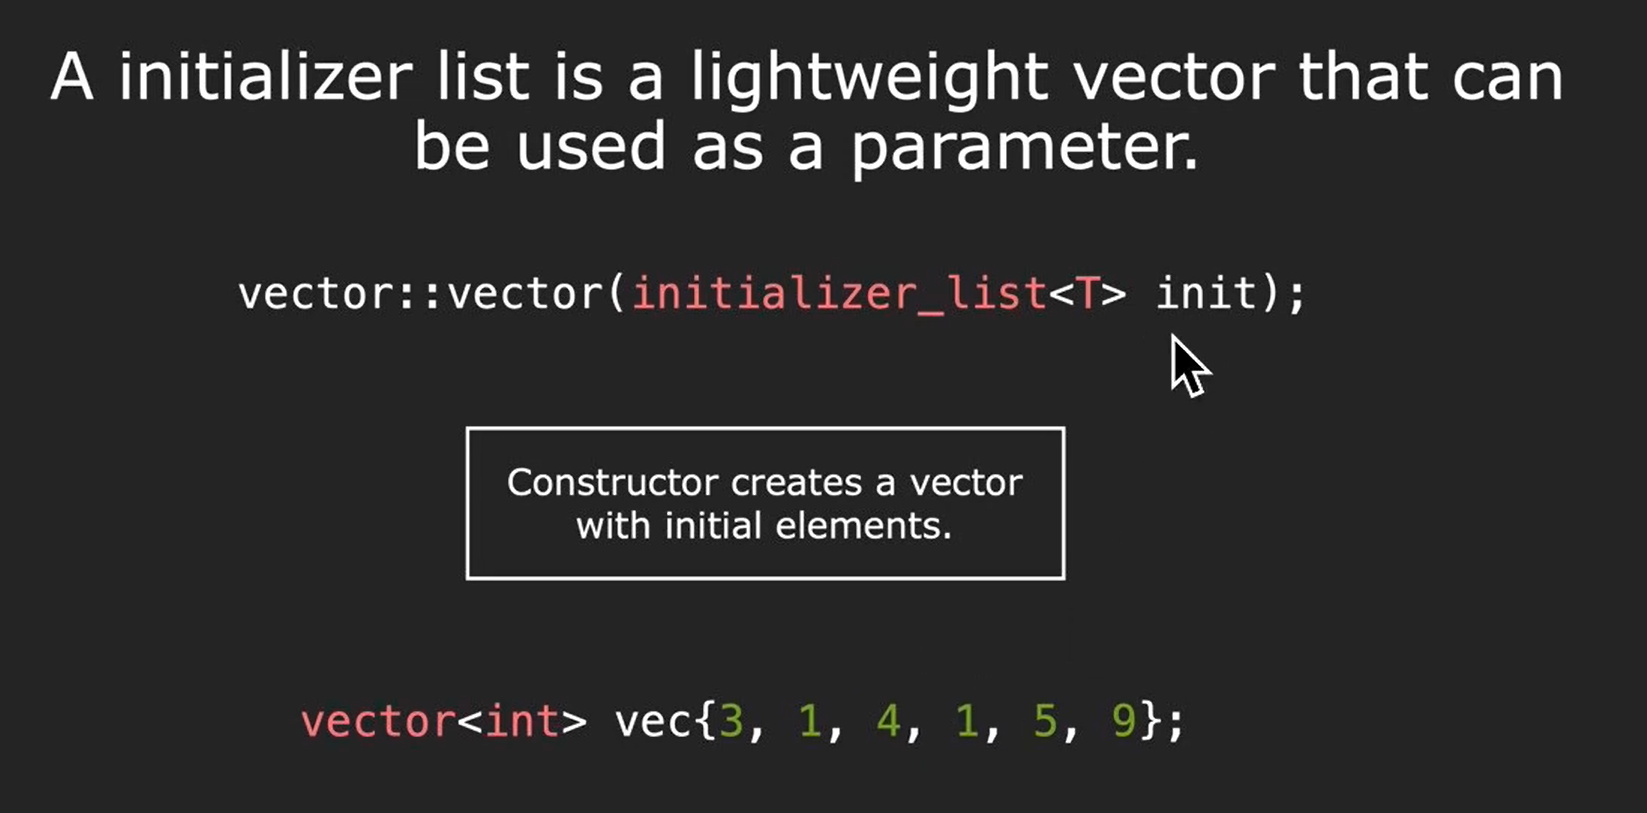 A initializer list is a lightweight vector that can
be used as a parameter.
vector::vector(initializer_list<T> init);
Constructor creates a vector
with initial elements.
vector<int> vec{3, 1, 4, 1, 5, 9};